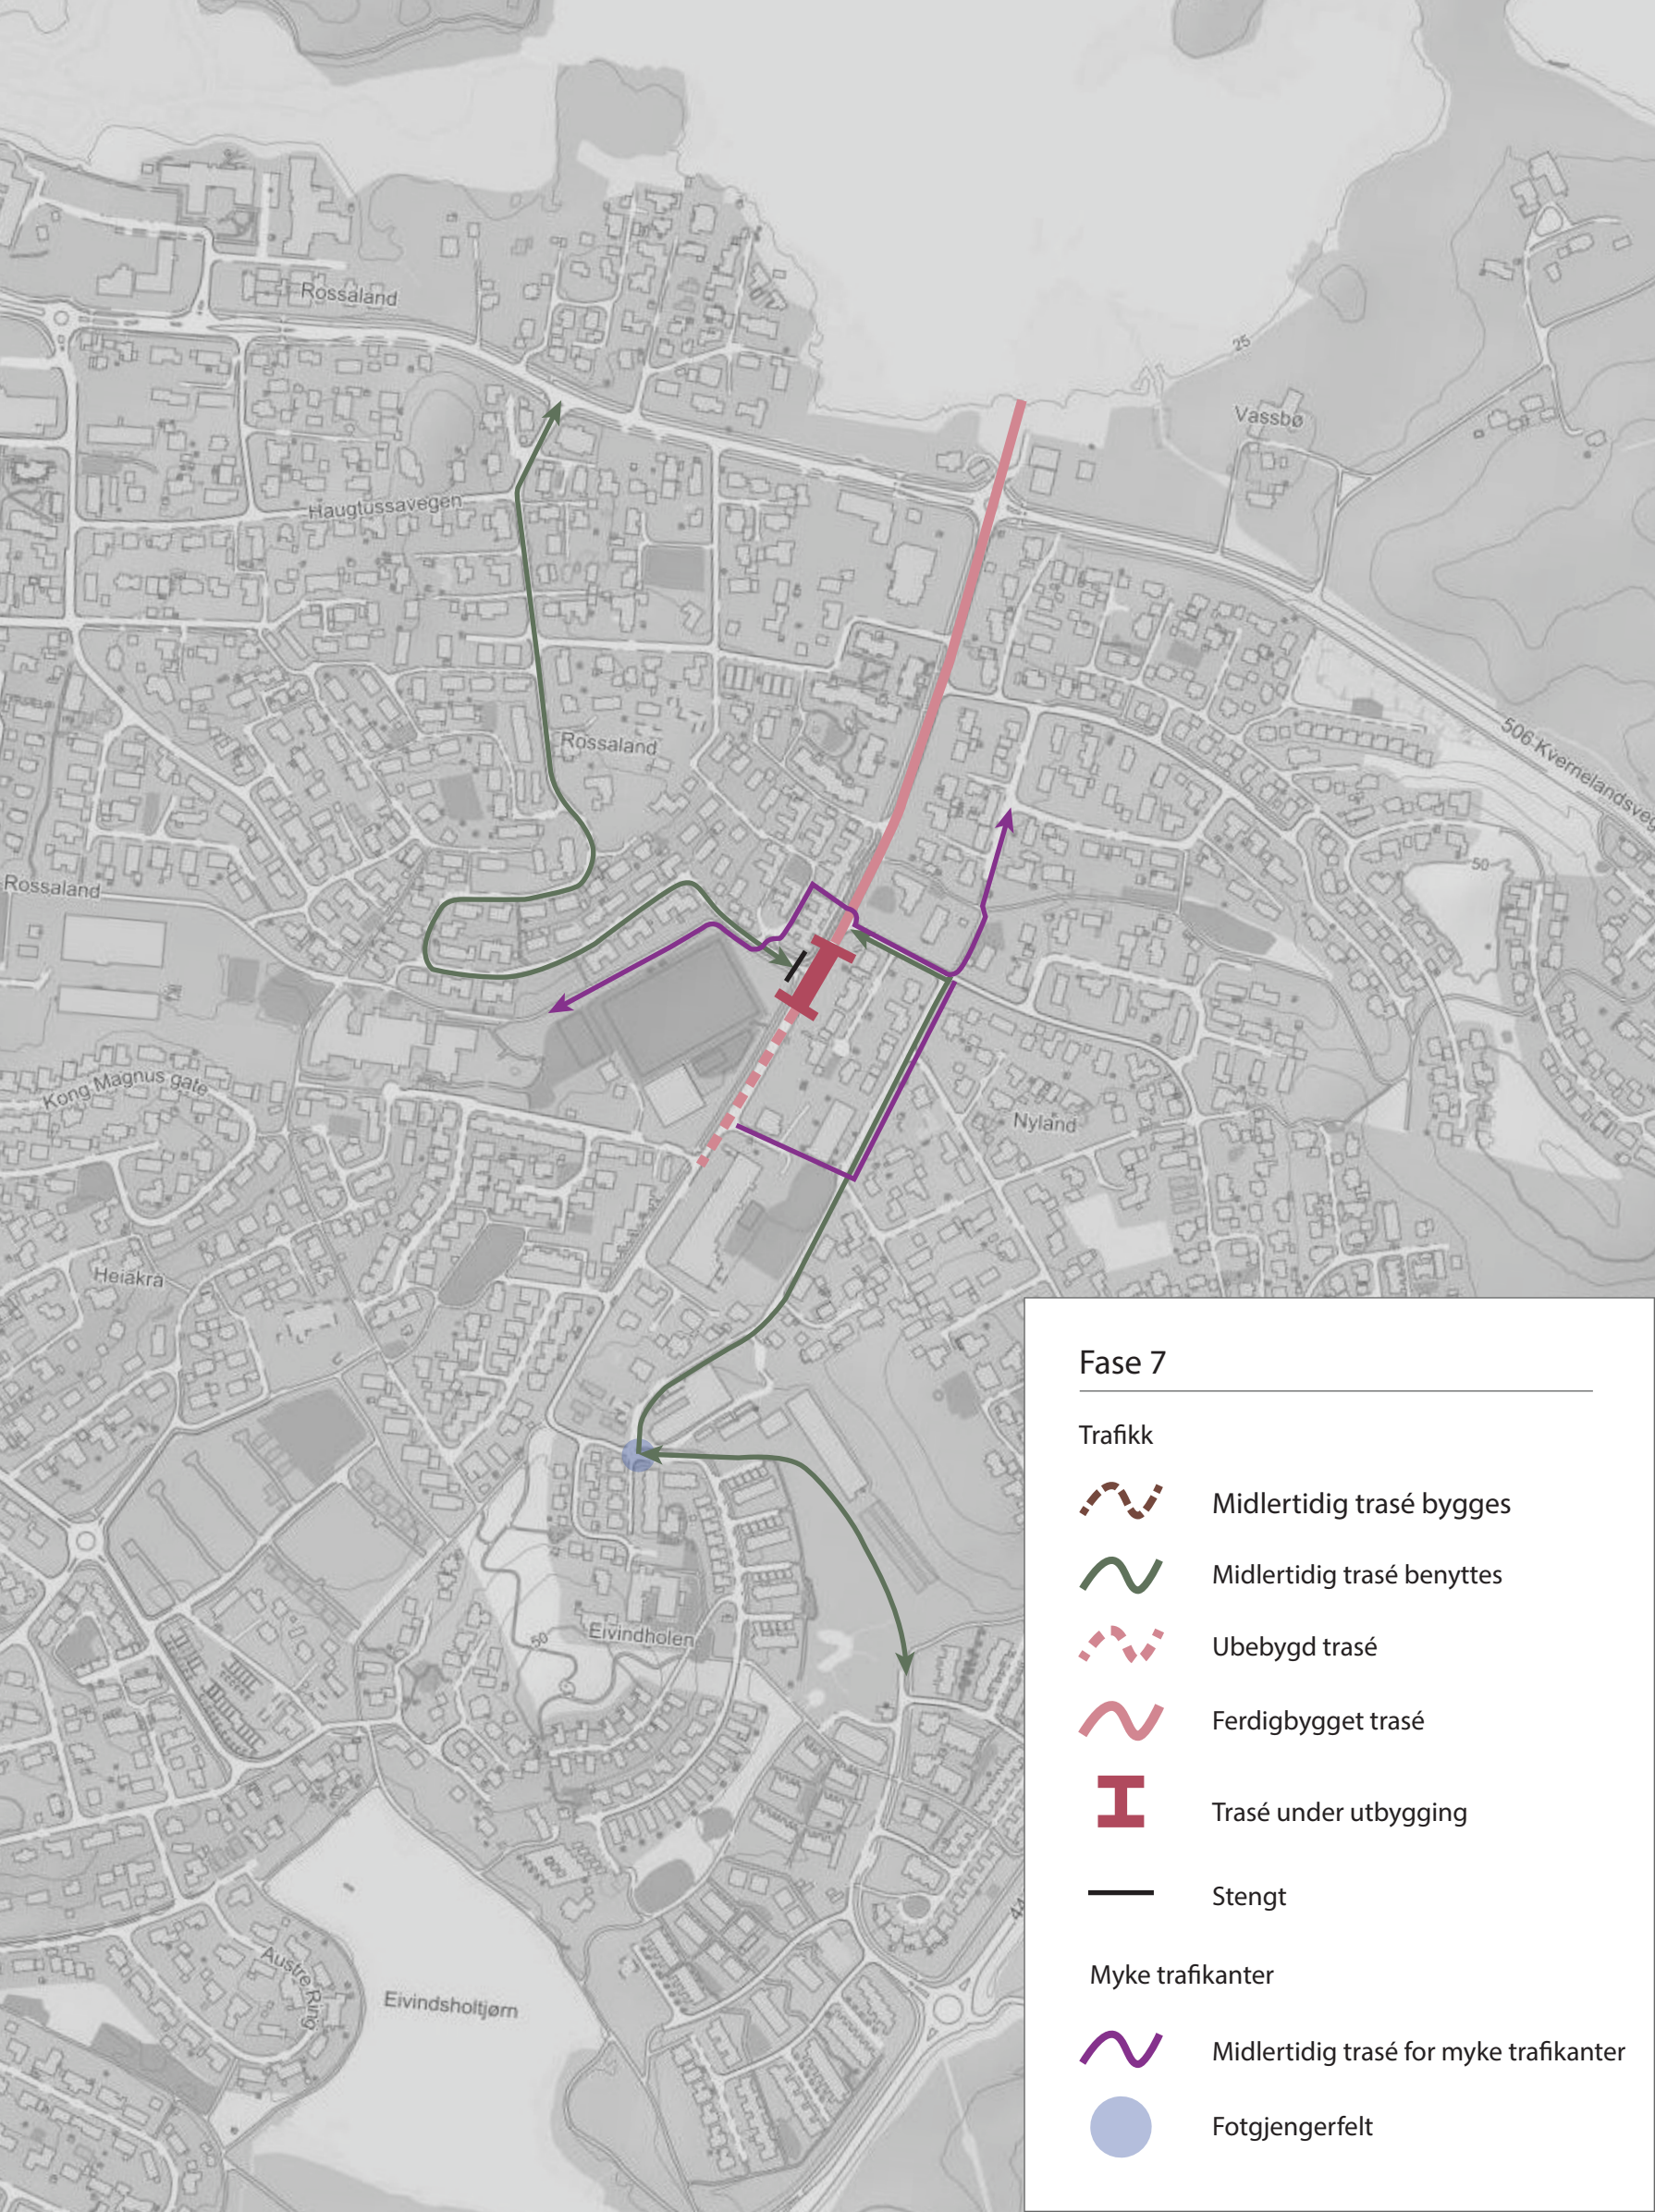 Rossaland
25
Vassbø
Haugtussavegen
506 Kvernelandsveg
Rossaland
50
Rossaland
Kong Magnus gate
Nyland
Heiakra
Fase 7
Trafikk
Midlertidig trasé bygges
Midlertidig trasé benyttes
50
Eivindholen
Ubebygd trasé
Ferdigbygget trasé
Trasé under utbygging
Stengt
44
Austre Ring
Eivindsholtjørn
Myke trafikanter
Midlertidig trasé for myke trafikanter
Fotgjengerfelt